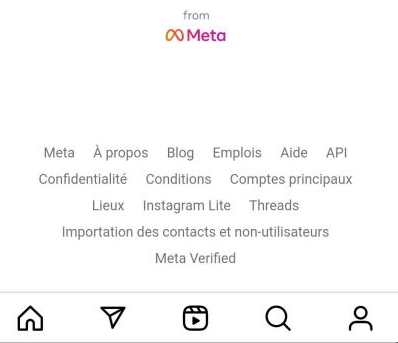 from
Meta
Meta À propos Blog Emplois Aide API
Confidentialité Conditions Comptes principaux
Lieux Instagram Lite Threads
Importation des contacts et non-utilisateurs
Meta Verified